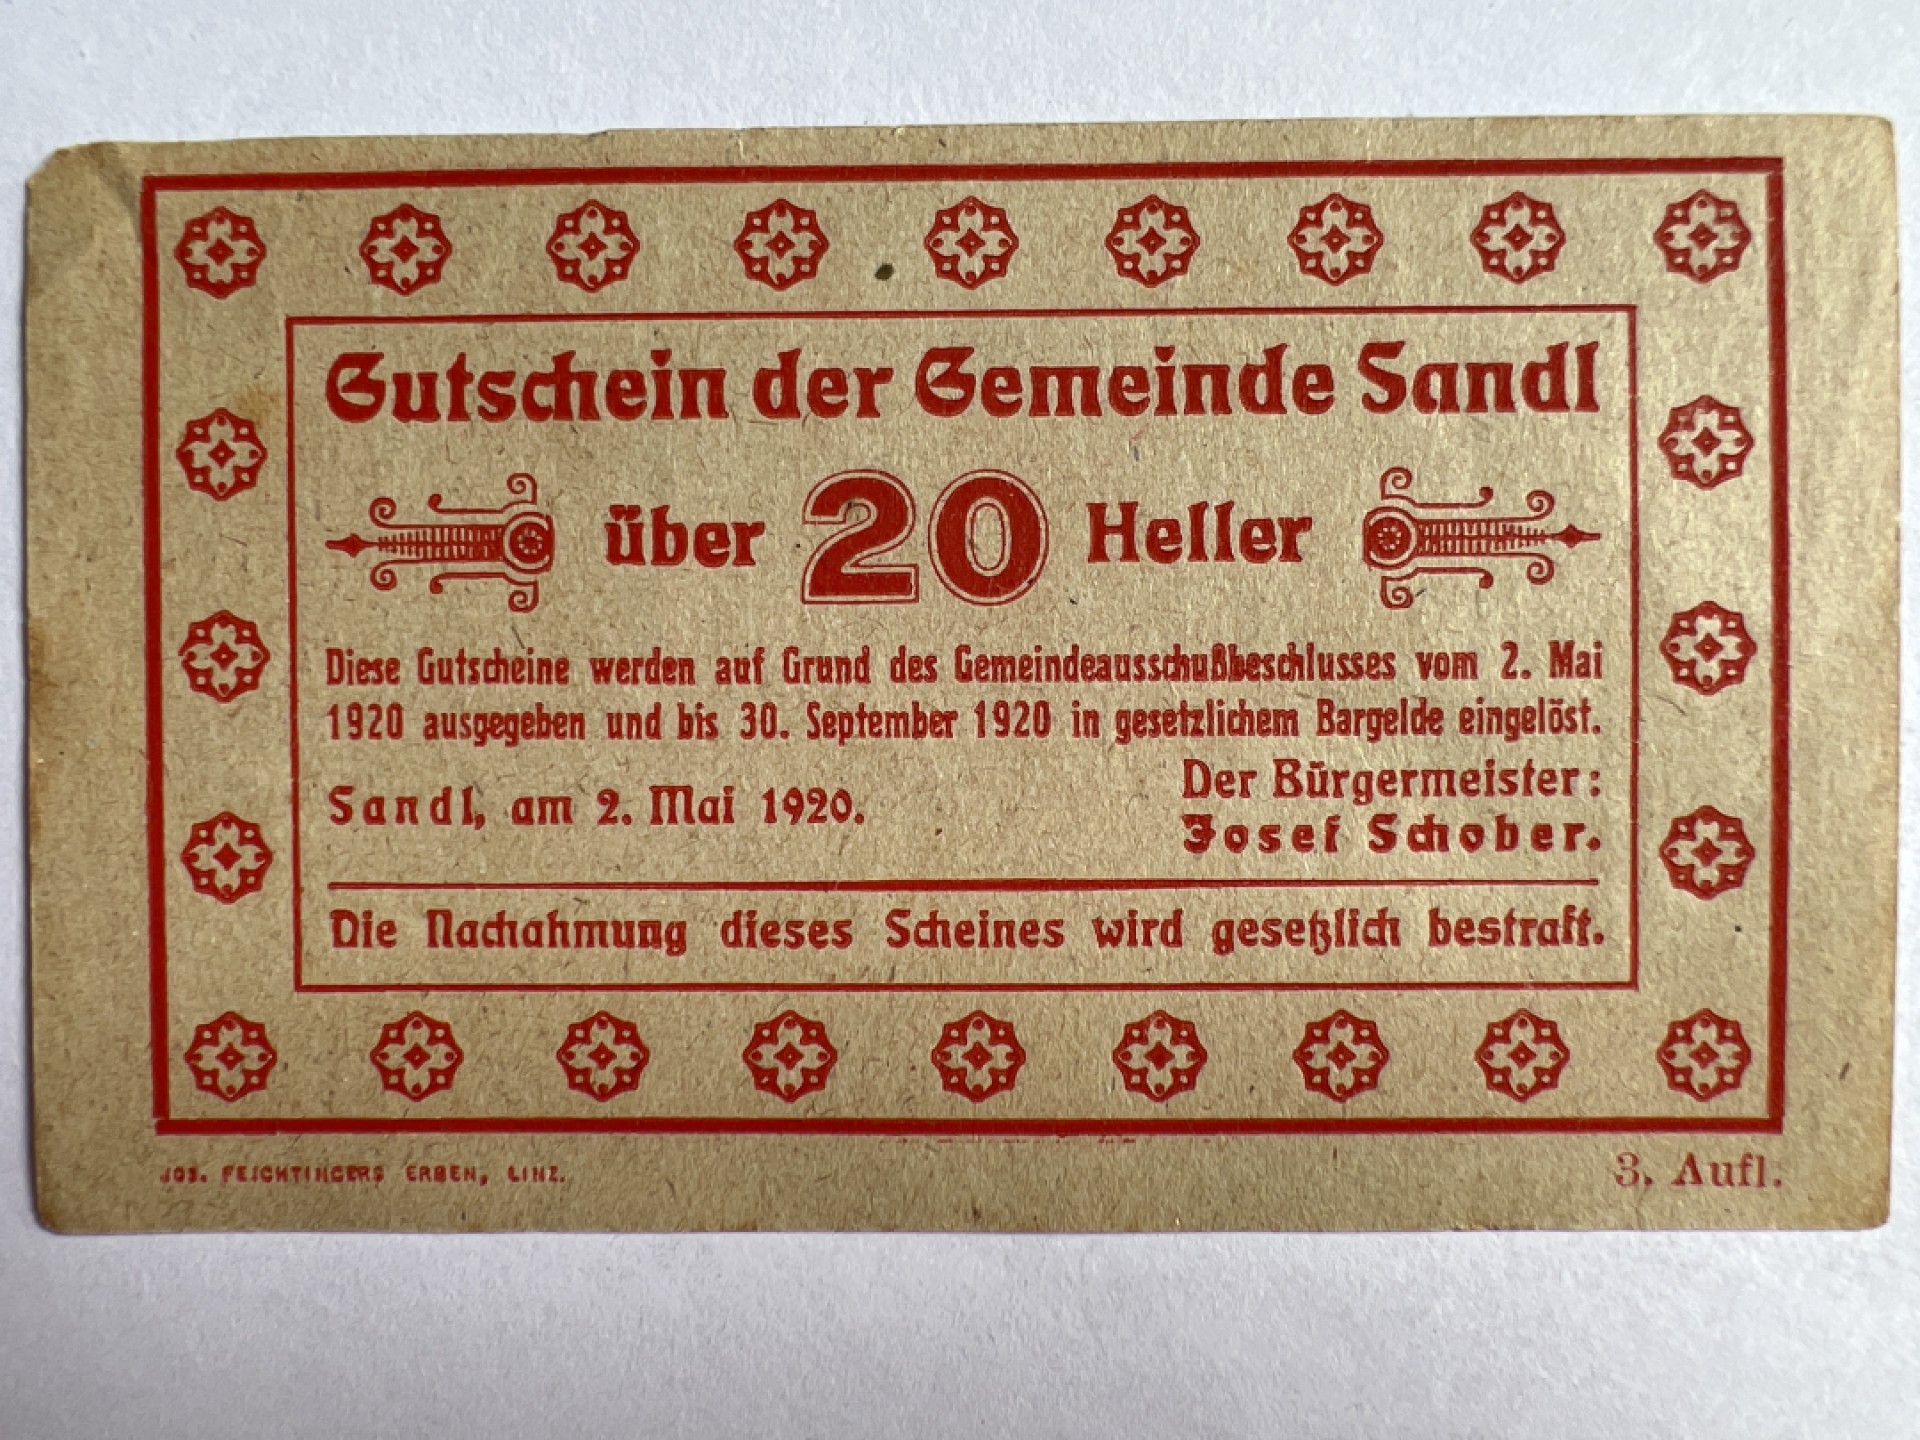 Gutschein der Gemeinde Sandl
über 20 Heller
Diese Gutscheine werden auf Grund des Gemeindeausschußbeschlusses vom 2. Mai
1920 ausgegeben und bis 30. September 1920 in gesetzlichem Bargelde eingelöst.
Sandl, am 2. Mai 1920.
Der Bürgermeister:
Josef Schober.
Die Nachahmung dieses Scheines wird gesetzlich bestraft.
JOS. FEICHTINGERS ERBEN, LINZ.
3. Aufl.